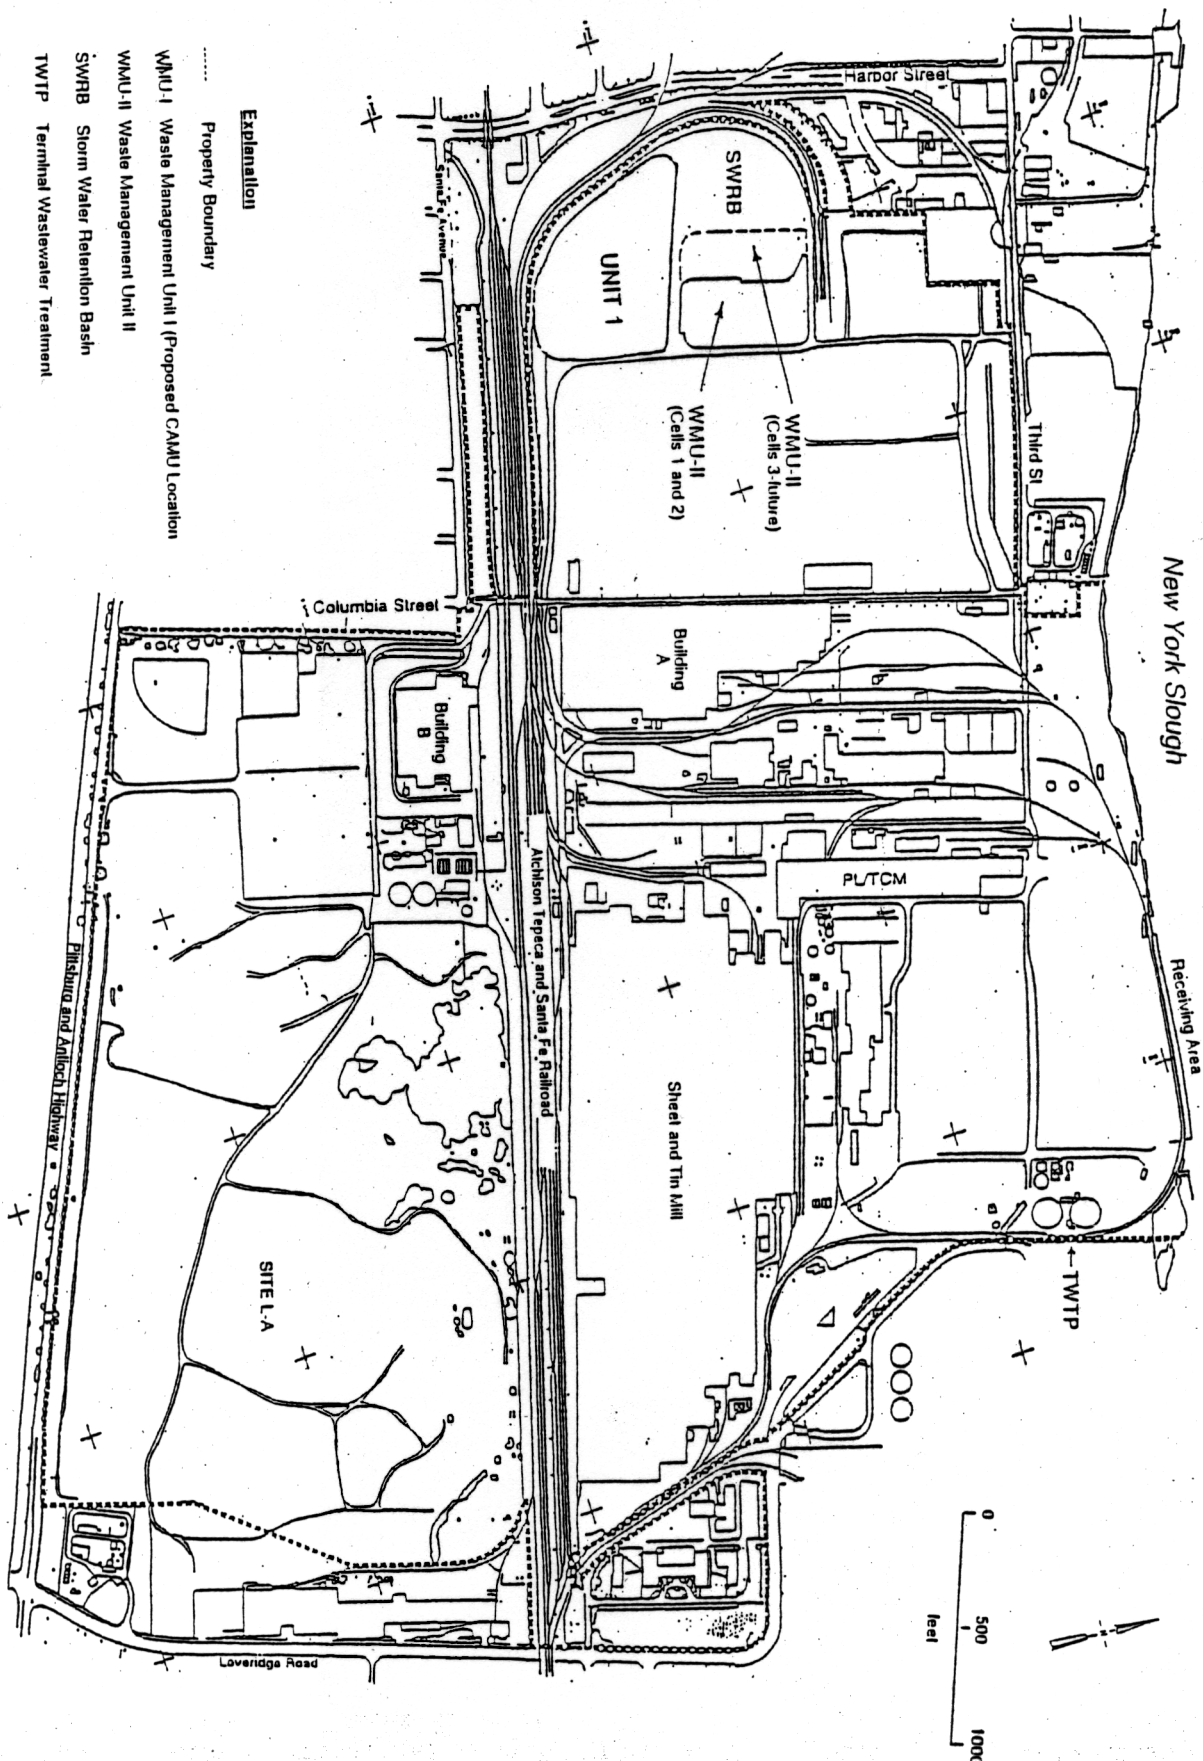 New York Slough
Receiving Area
Harbor Street
Third St
SWRB
UNIT 1
WMU-II
(Cells 3-future)
WMU-II
(Cells 1 and 2)
Santa Fe Avenue
Columbia Street
Building
A
Building
B
PL/TCM
Atchison Tepeca and Santa Fe Railroad
Sheet and Tin Mill
TWTP
SITE L-A
Pittsburg and Antioch Highway
Loveridge Road
0
500
1000
feet
Explanation
Property Boundary
WMU-I Waste Management Unit I (Proposed CAMU Location
WMU-II Waste Management Unit II
SWRB Storm Water Retention Basin
TWTP Terminal Wastewater Treatment